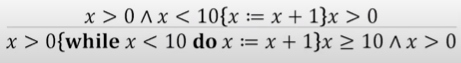 x > 0 ∧ x < 10{x := x + 1}x > 0
x > 0{while x < 10 do x := x + 1}x ≥ 10 ∧ x > 0